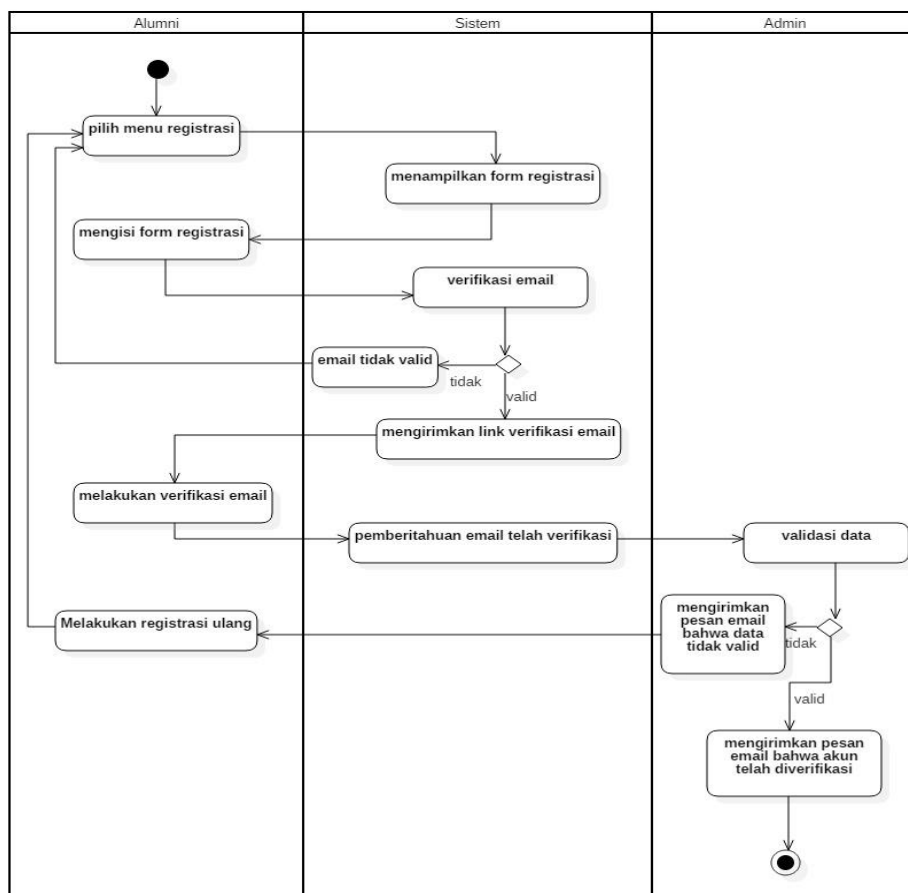 Alumni
Sistem
Admin
pilih menu registrasi
menampilkan form registrasi
mengisi form registrasi
verifikasi email
email tidak valid
tidak
valid
mengirimkan link verifikasi email
melakukan verifikasi email
pemberitahuan email telah verifikasi
validasi data
Melakukan registrasi ulang
mengirimkan
pesan email
bahwa data
tidak valid
tidak
valid
mengirimkan pesan
email bahwa akun
telah diverifikasi